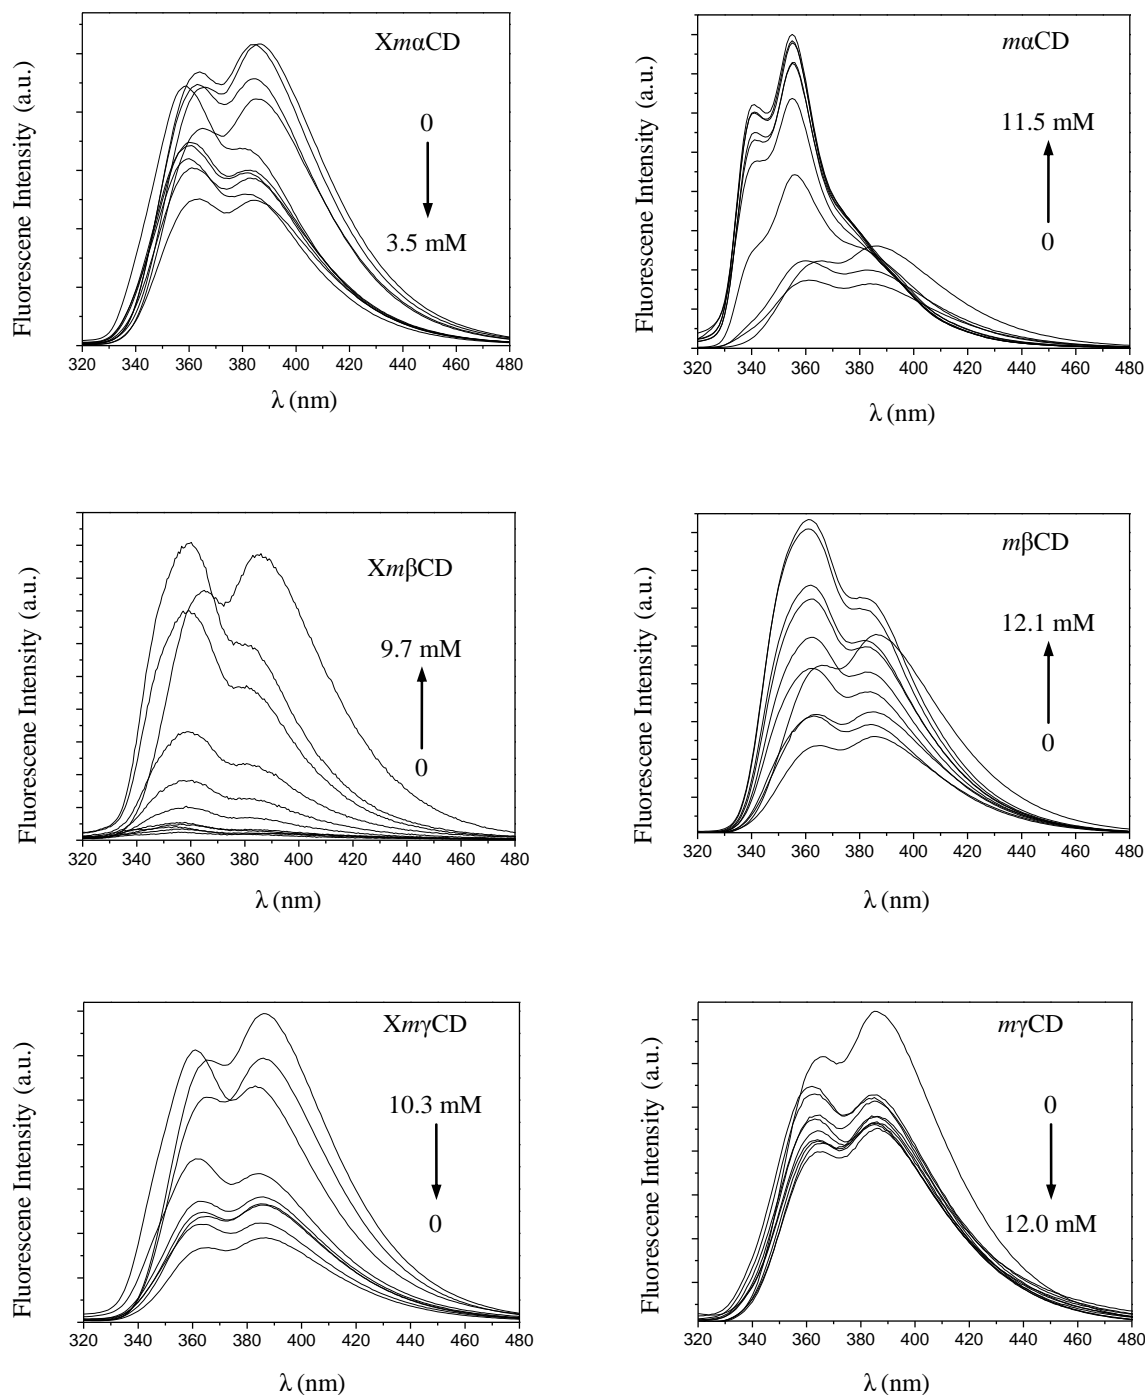 XmαCD
0
3.5 mM
Fluorescene Intensity (a.u.)
320 340 360 380 400 420 440 460 480
λ (nm)
mαCD
11.5 mM
0
Fluorescene Intensity (a.u.)
320 340 360 380 400 420 440 460 480
λ (nm)
XmβCD
9.7 mM
0
Fluorescene Intensity (a.u.)
320 340 360 380 400 420 440 460 480
λ (nm)
mβCD
12.1 mM
0
Fluorescene Intensity (a.u.)
320 340 360 380 400 420 440 460 480
λ (nm)
XmγCD
10.3 mM
0
Fluorescene Intensity (a.u.)
320 340 360 380 400 420 440 460 480
λ (nm)
mγCD
0
12.0 mM
Fluorescene Intensity (a.u.)
320 340 360 380 400 420 440 460 480
λ (nm)